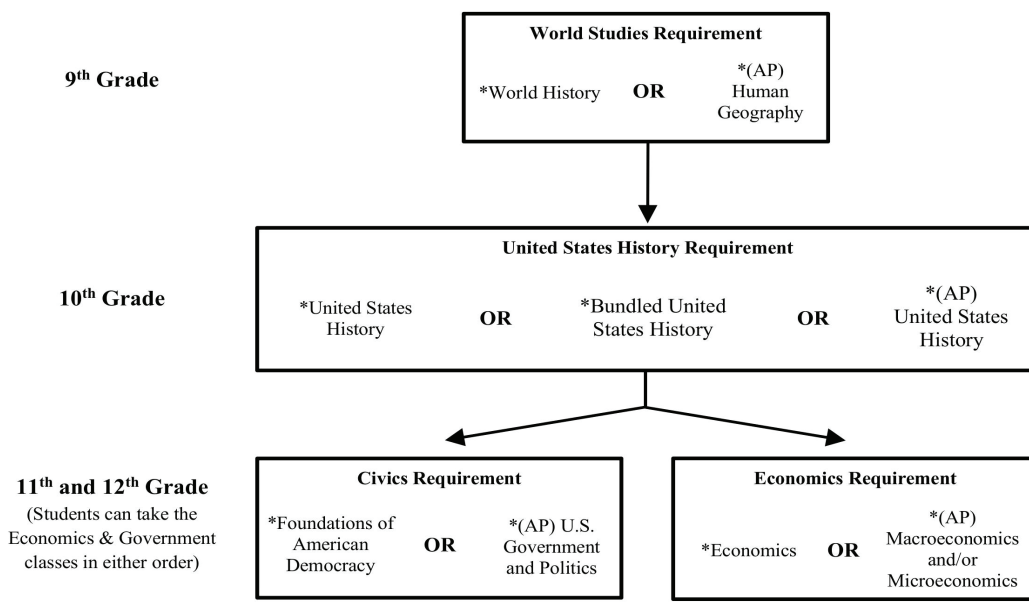 9th Grade
World Studies Requirement
*World History
OR
*(AP)
Human
Geography
10th Grade
United States History Requirement
*United States
History
OR
*Bundled United
States History
OR
*(AP)
United States
History
11th and 12th Grade
(Students can take the
Economics & Government
classes in either order)
Civics Requirement
*Foundations of
American
Democracy
OR
*(AP) U.S.
Government
and Politics
Economics Requirement
*Economics
OR
*(AP)
Macroeconomics
and/or
Microeconomics